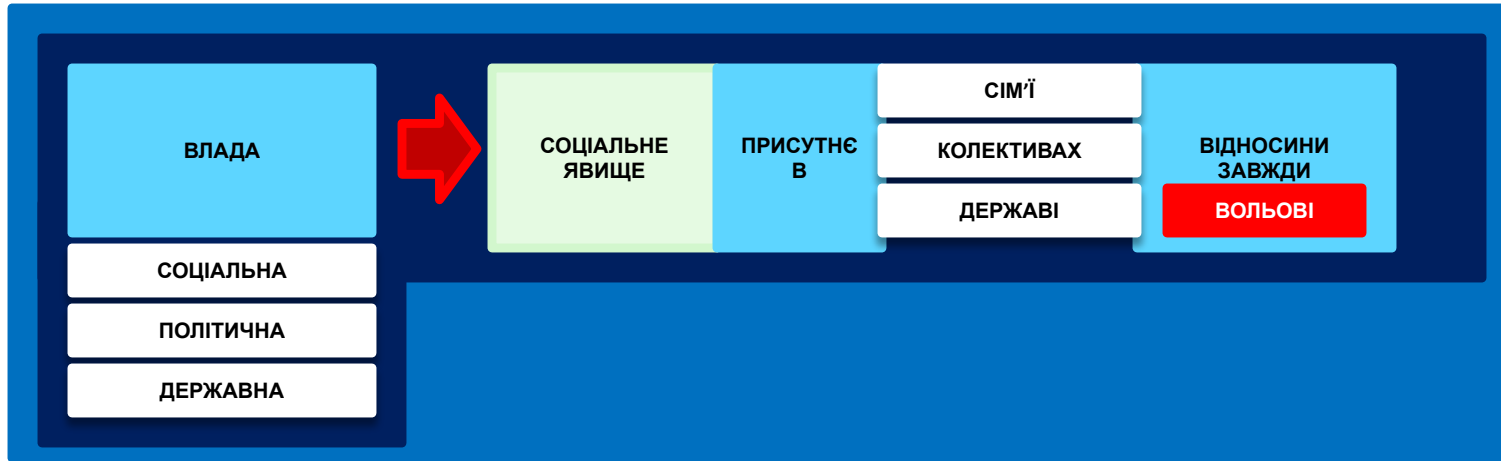 ВЛАДА
СОЦІАЛЬНА
ПОЛІТИЧНА
ДЕРЖАВНА
СОЦІАЛЬНЕ
ЯВИЩЕ
ПРИСУТНЄ
В
СІМ'Ї
КОЛЕКТИВАХ
ДЕРЖАВІ
ВІДНОСИНИ
ЗАВЖДИ
ВОЛЬОВІ